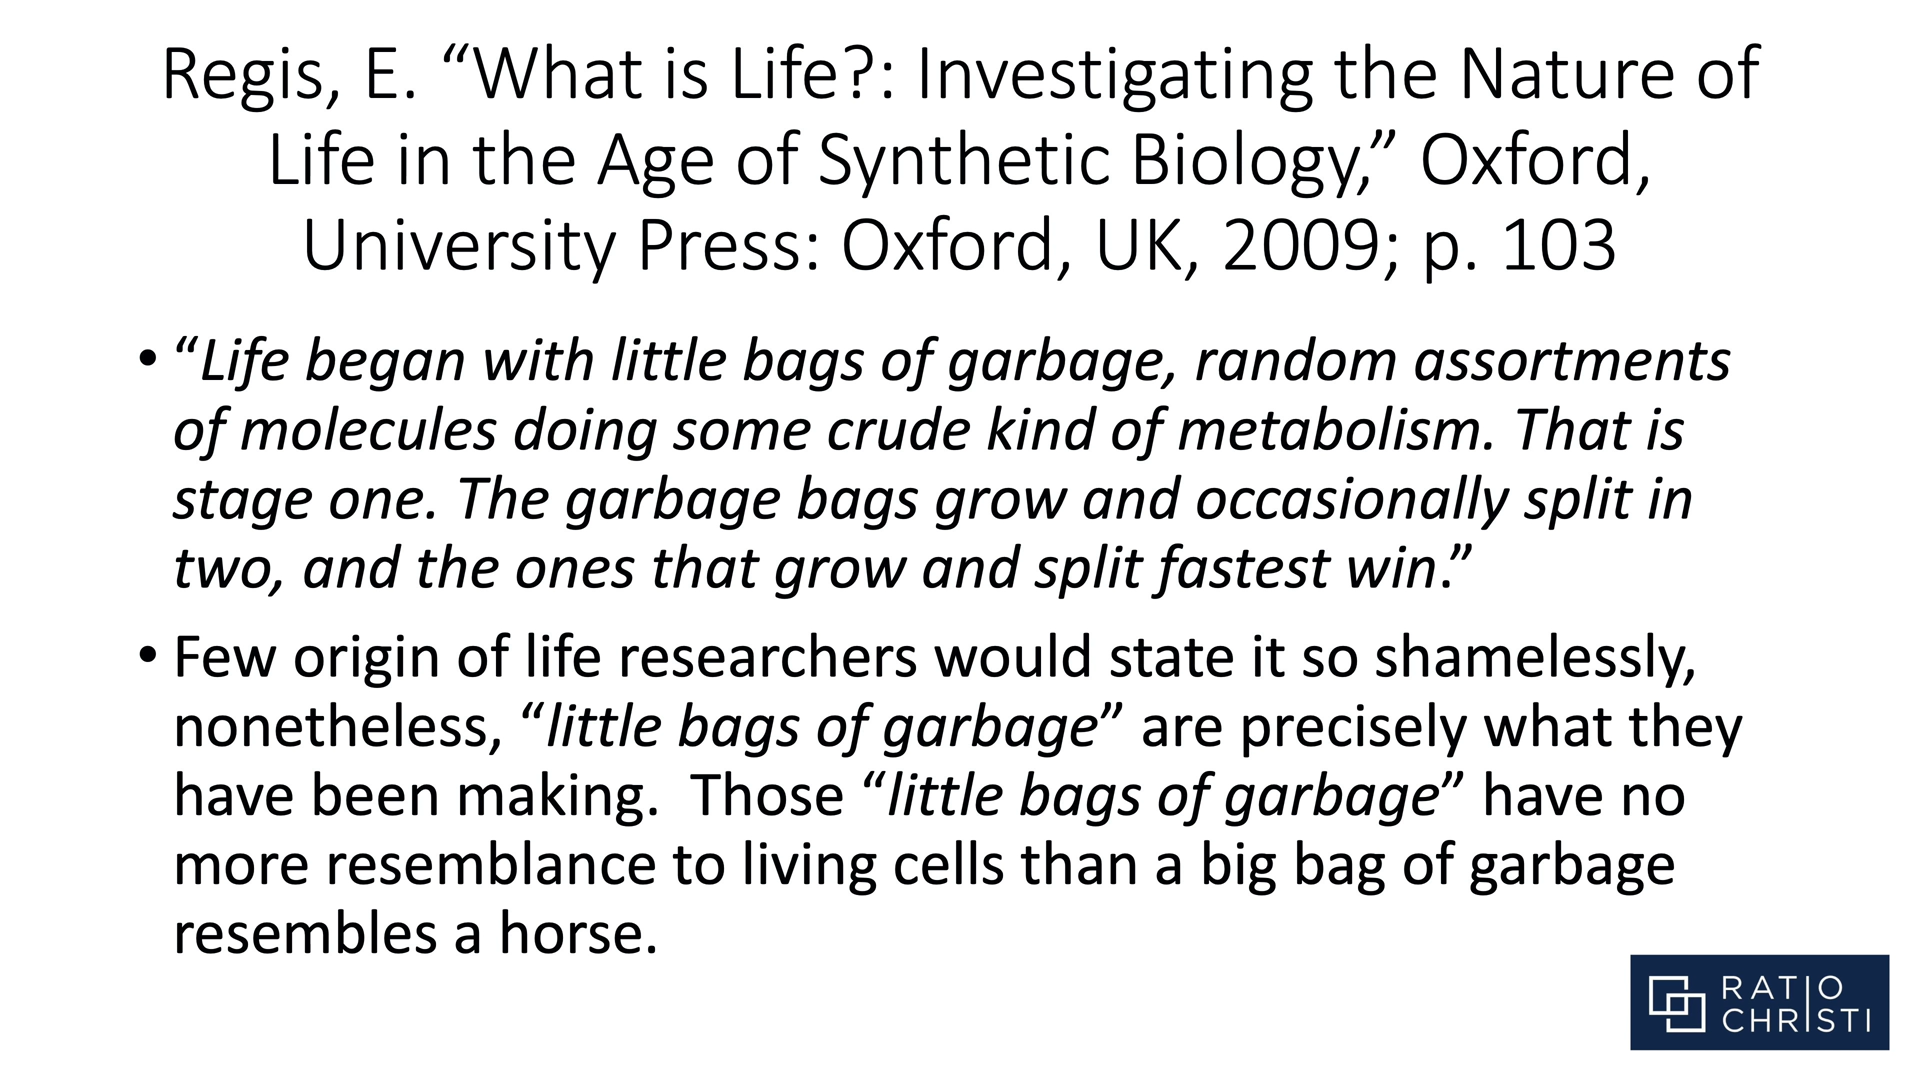 Regis, E. “What is Life?: Investigating the Nature of
Life in the Age of Synthetic Biology,” Oxford,
University Press: Oxford, UK, 2009; p. 103
• “Life began with little bags of garbage, random assortments
of molecules doing some crude kind of metabolism. That is
stage one. The garbage bags grow and occasionally split in
two, and the ones that grow and split fastest win.”
• Few origin of life researchers would state it so shamelessly,
nonetheless, “little bags of garbage” are precisely what they
have been making.  Those “little bags of garbage” have no
more resemblance to living cells than a big bag of garbage
resembles a horse.
RATIO
CHRISTI